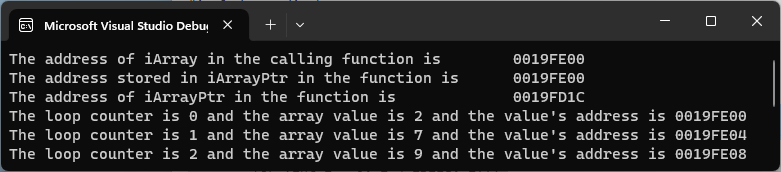 Microsoft Visual Studio Debu
The address of iArray in the calling function is 0019FE00
The address stored in iArrayPtr in the function is 0019FE00
The address of iArrayPtr in the function is 0019FD1C
The loop counter is 0 and the array value is 2 and the value's address is 0019FE00
The loop counter is 1 and the array value is 7 and the value's address is 0019FE04
The loop counter is 2 and the array value is 9 and the value's address is 0019FE08